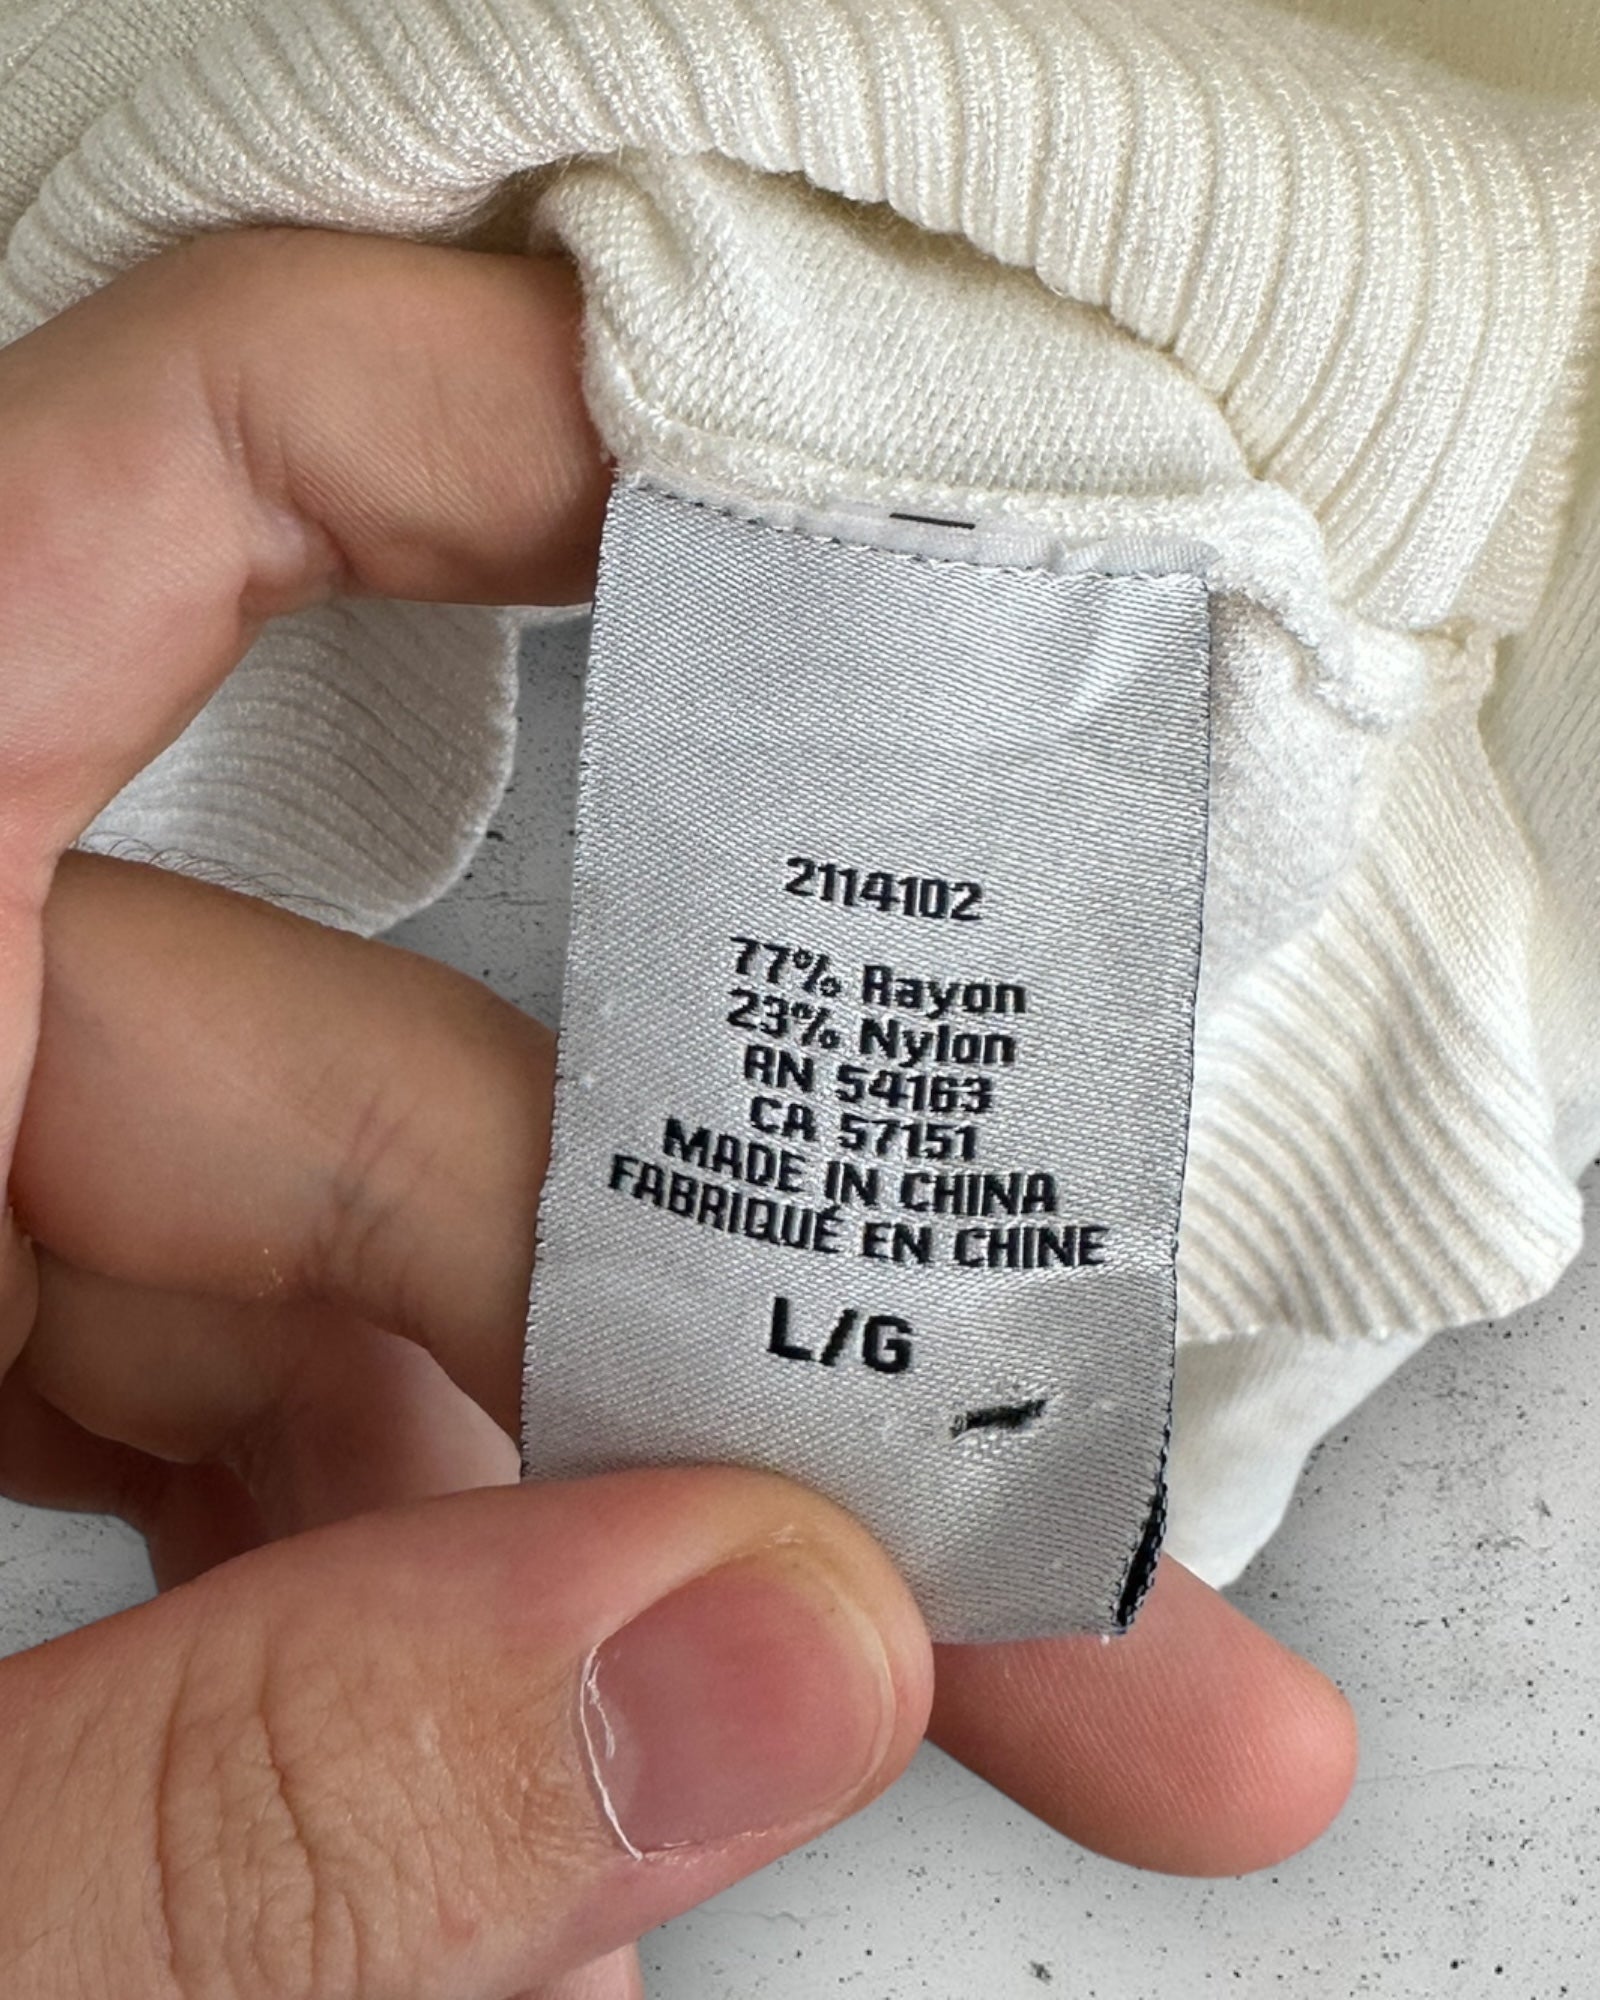 2114102
77% Rayon
23% Nylon
RN 54163
CA 57151
MADE IN CHINA
FABRIQUÉ EN CHINE
L/G